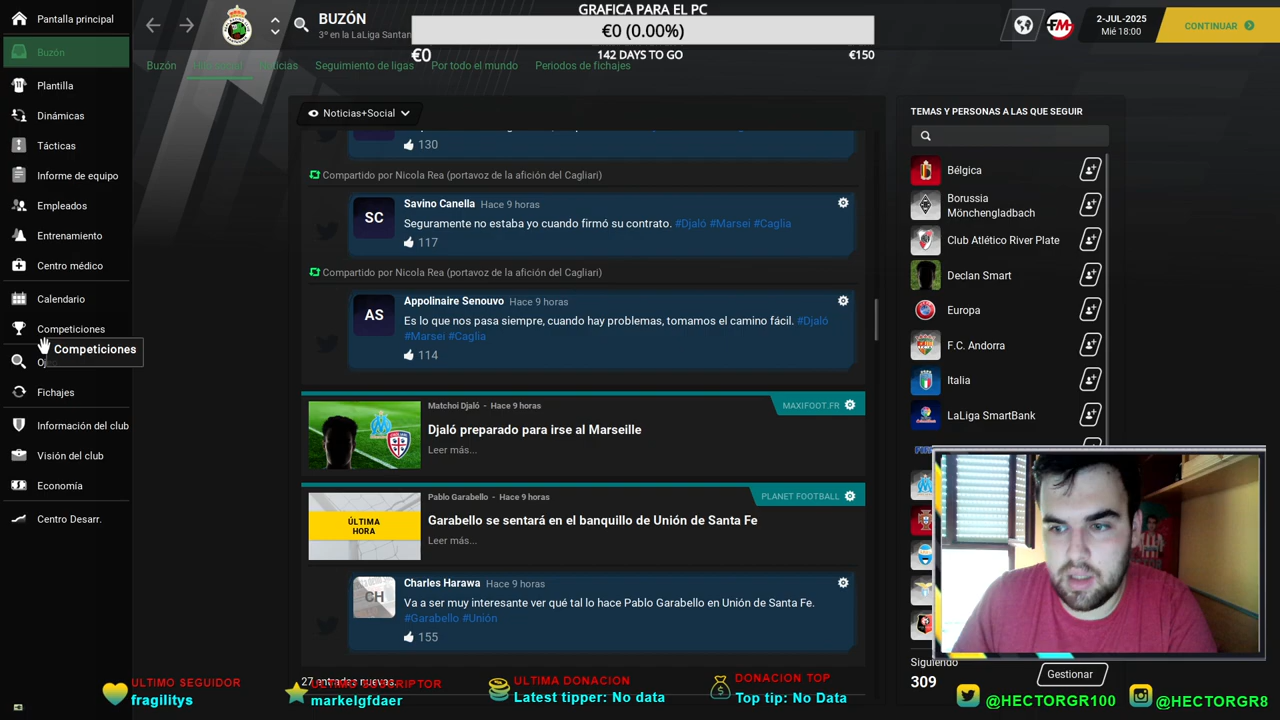 Pantalla principal
Buzón
Plantilla
Dinámicas
Tácticas
Informe de equipo
Empleados
Entrenamiento
Centro médico
Calendario
Competiciones
Competiciones
Fichajes
Información del club
Visión del club
Economía
Centro Desarr.
BUZÓN
3ª en la LaLiga Santan
GRAFICA PARA EL PC
€0 (0.00%)
€0
142 DAYS TO GO
€150
FM
2-JUL-2025
Mié 18:00
CONTINUAR
Buzón
Noticias
Seguimiento de ligas
Por todo el mundo
Periodos de fichajes
Noticias+Social
130
Compartido por Nicola Rea (portavoz de la afición del Cagliari)
SC
Savino Canella Hace 9 horas
Seguramente no estaba yo cuando firmó su contrato. #Djaló #Marsei #Caglia
117
Compartido por Nicola Rea (portavoz de la afición del Cagliari)
AS
Appolinaire Senouvo Hace 9 horas
Es lo que nos pasa siempre, cuando hay problemas, tomamos el camino fácil. #Djaló
#Marsei #Caglia
114
Matchoi Djaló - Hace 9 horas
MAXIFOOT.FR
Djaló preparado para irse al Marseille
Leer más...
ÚLTIMA
HORA
Pablo Garabello - Hace 9 horas
PLANET FOOTBALL
Garabello se sentará en el banquillo de Unión de Santa Fe
Leer más...
CH
Charles Harawa Hace 9 horas
Va a ser muy interesante ver qué tal lo hace Pablo Garabello en Unión de Santa Fe.
#Garabello #Unión
155
27 entradas nuevas.
TEMAS Y PERSONAS A LAS QUE SEGUIR
Bélgica
Borussia
Mönchengladbach
Club Atlético River Plate
Declan Smart
Europa
F.C. Andorra
Italia
LaLiga SmartBank
Siguiendo
309
Gestionar
ULTIMO SEGUIDOR
fragilitys
ULTIMO SUSCRIPTOR
markelgfdaer
ULTIMA DONACION
Latest tipper: No data
DONACION TOP
Top tip: No Data
@HECTORGR100
@HECTORGR8